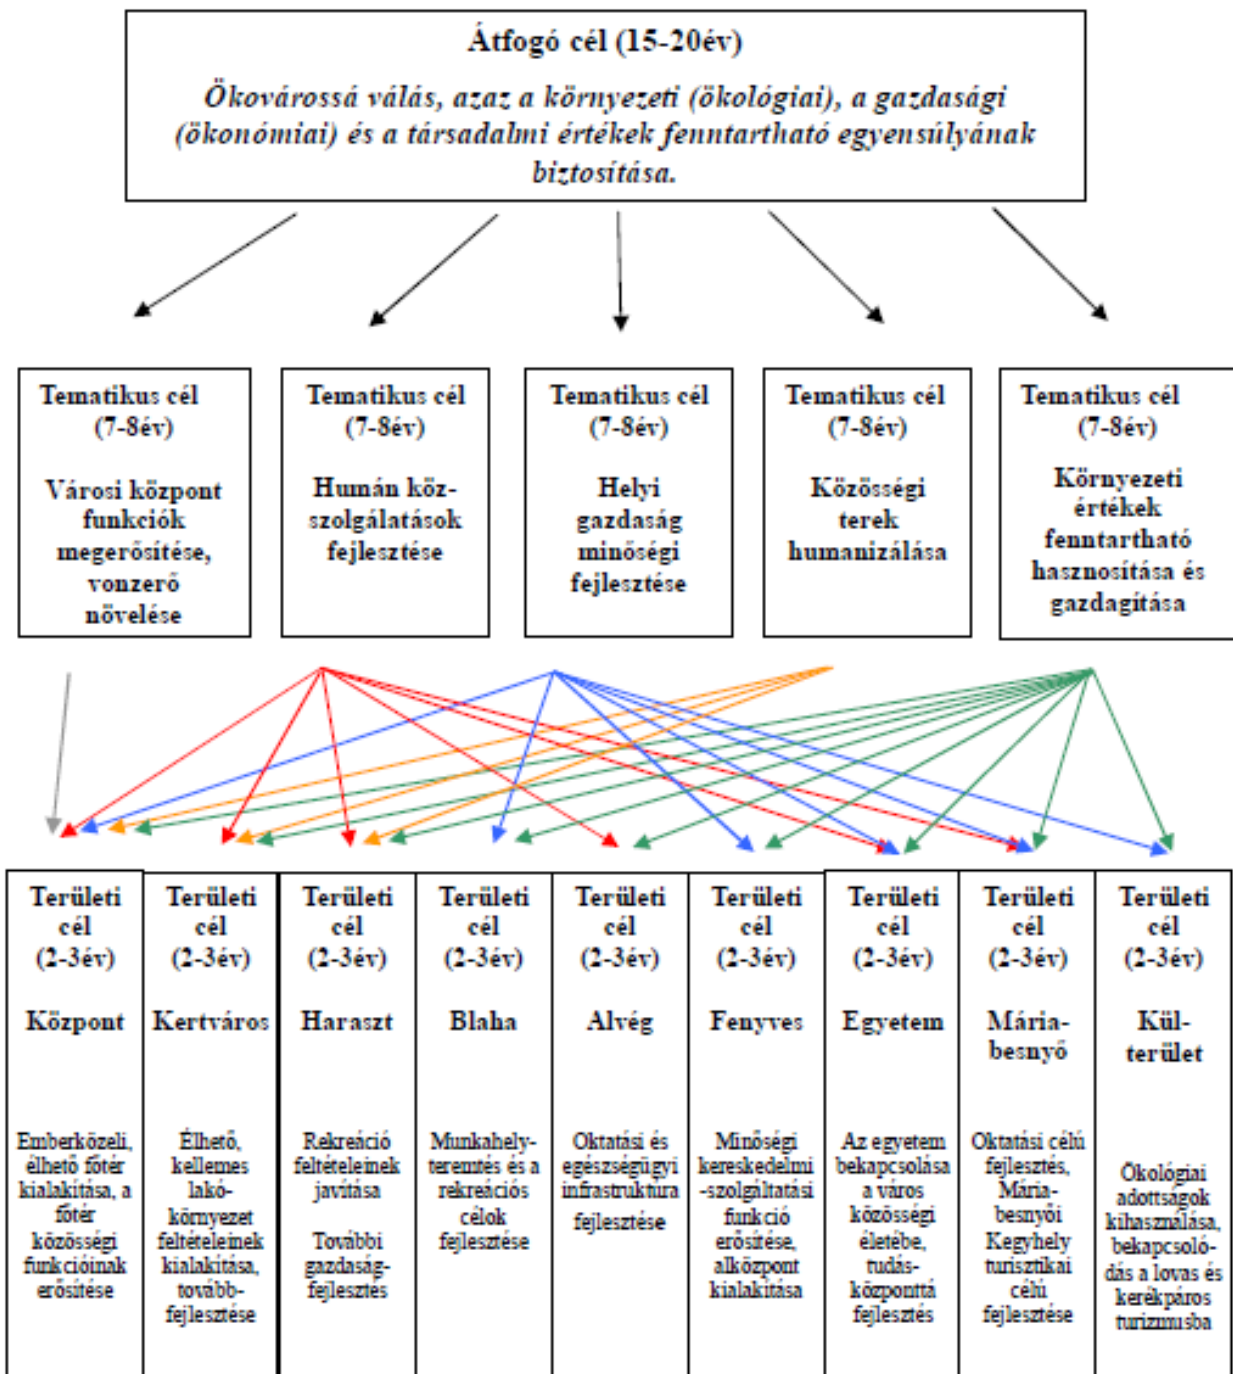 Átfogó cél (15-20év)
Ökovárossá válás, azaz a környezeti (ökológiai), a gazdasági
(ökonómiai) és a társadalmi értékek fenntartható egyensúlyának
biztosítása.
Tematikus cél
(7-8év)
Városi központ
funkciók
megerősítése,
vonzerő
növelése
Tematikus cél
(7-8év)
Humán köz-
szolgálatások
fejlesztése
Tematikus cél
(7-8év)
Helyi
gazdaság
minőségi
fejlesztése
Tematikus cél
(7-8év)
Közösségi
terek
humanizálása
Tematikus cél
(7-8év)
Környezeti
értékek
fenntartható
hasznosítása és
gazdagítása
Területi
cél
(2-3év)
Központ
Emberközeli,
élhető főtér
kialakítása, a
főtér
közösségi
funkcióinak
erősítése
Területi
cél
(2-3év)
Kertváros
Élhető,
kellemes
lakó-
környezet
feltételeinek
kialakítása,
tovább-
fejlesztése
Területi
cél
(2-3év)
Haraszt
Rekreáció
feltételeinek
javítása
További
gazdaság-
fejlesztés
Területi
cél
(2-3év)
Blaha
Munkahely-
teremtés és a
rekreációs
célok
fejlesztése
Területi
cél
(2-3év)
Alvég
Oktatási és
egészségügyi
infrastruktúra
fejlesztése
Területi
cél
(2-3év)
Fenyves
Minőségi
kereskedelmi
-szolgáltatási
funkció
erősítése,
alközpont
kialakítása
Területi
cél
(2-3év)
Egyetem
Az egyetem
bekapcsolása
a város
közösségi
életébe,
tudás-
központtá
fejlesztés
Területi
cél
(2-3év)
Mária-
besnyő
Oktatási célú
fejlesztés,
Mária-
besnyői
Kegyhely
turisztikai
célú
fejlesztése
Területi
cél
(2-3év)
Kül-
terület
Ökológiai
adottságok
kihasználása,
bekapcsoló-
dás a lovas és
kerékpáros
turizmusba